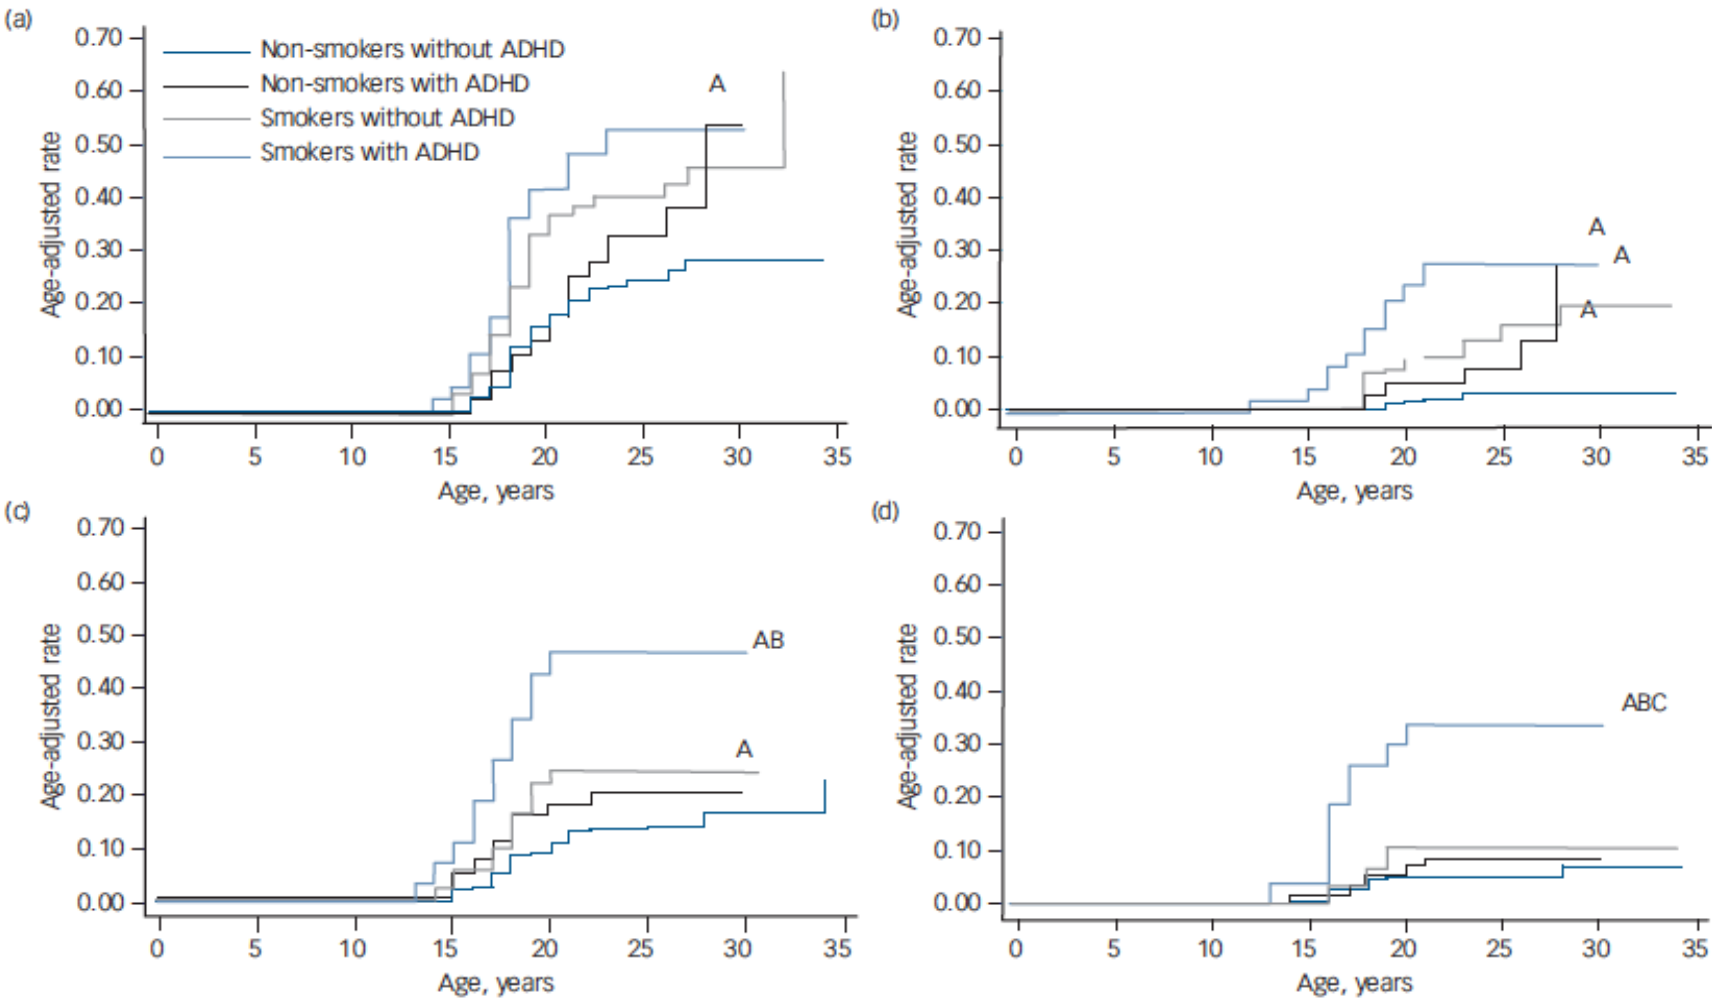 (a)
0.70
0.60
0.50
0.40
0.30
0.20
0.10
0.00
Age-adjusted rate
Non-smokers without ADHD
Non-smokers with ADHD
Smokers without ADHD
Smokers with ADHD
A
0 5 10 15 20 25 30 35
Age, years
(b)
0.70
0.60
0.50
0.40
0.30
0.20
0.10
0.00
Age-adjusted rate
A
A
A
0 5 10 15 20 25 30 35
Age, years
(c)
0.70
0.60
0.50
0.40
0.30
0.20
0.10
0.00
Age-adjusted rate
AB
A
0 5 10 15 20 25 30 35
Age, years
(d)
0.70
0.60
0.50
0.40
0.30
0.20
0.10
0.00
Age-adjusted rate
ABC
0 5 10 15 20 25 30 35
Age, years